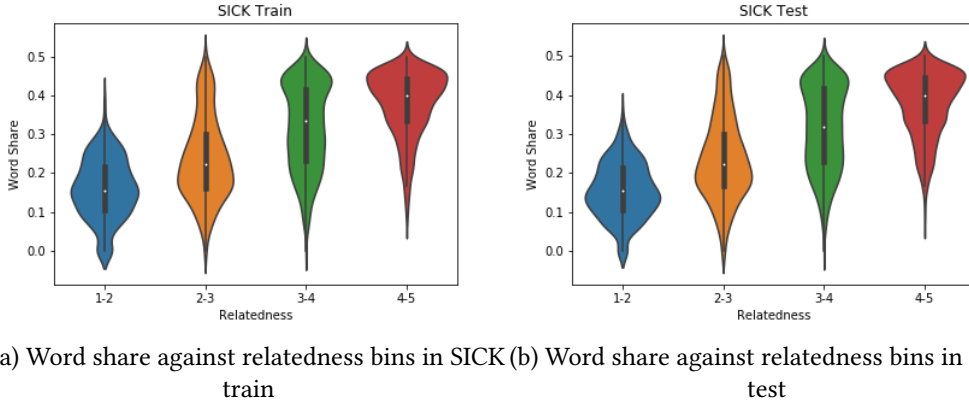 SICK Train
0.5
0.4
0.3
0.2
0.1
0.0
Word Share
1-2 2-3 3-4 4-5
Relatedness
SICK Test
0.5
0.4
0.3
0.2
0.1
0.0
Word Share
1-2 2-3 3-4 4-5
Relatedness
a) Word share against relatedness bins in SICK
train
(b) Word share against relatedness bins in
test